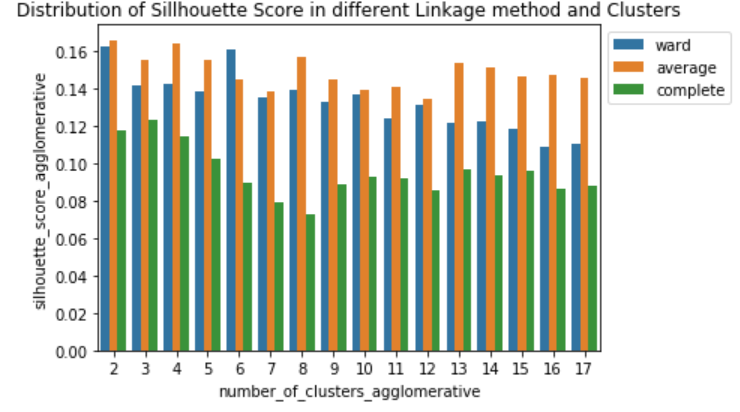 Distribution of Sillhouette Score in different Linkage method and Clusters
ward
average
complete
silhouette_score_agglomerative
0.16
0.14
0.12
0.10
0.08
0.06
0.04
0.02
0.00
2 3 4 5 6 7 8 9 10 11 12 13 14 15 16 17
number_of_clusters_agglomerative